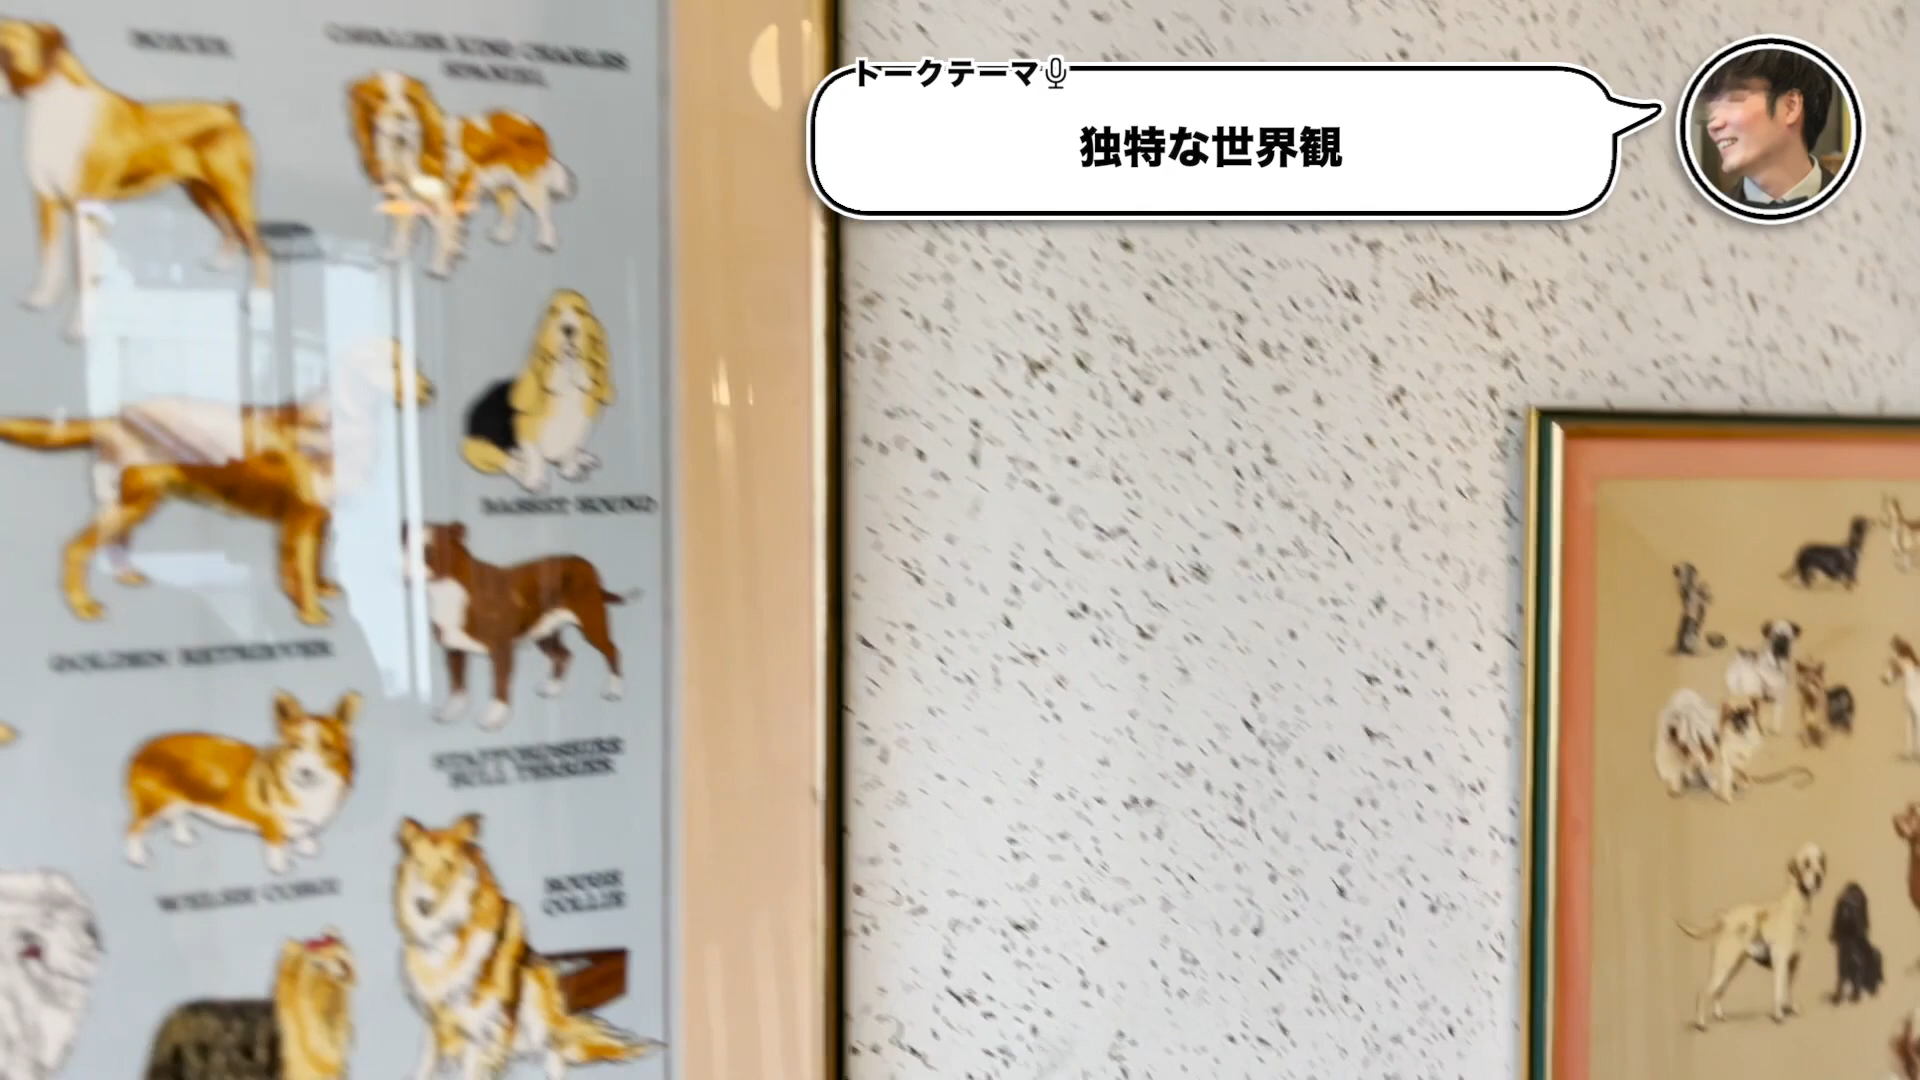 トークテーマ
独特な世界観
BOXER
CAVALIER KING CHARLES
SPANIEL
BASSET HOUND
GOLDEN RETRIEVER
STAFFORDSHIRE
BULL TERRIER
WELSH CORGI
ROUGH
COLLIE